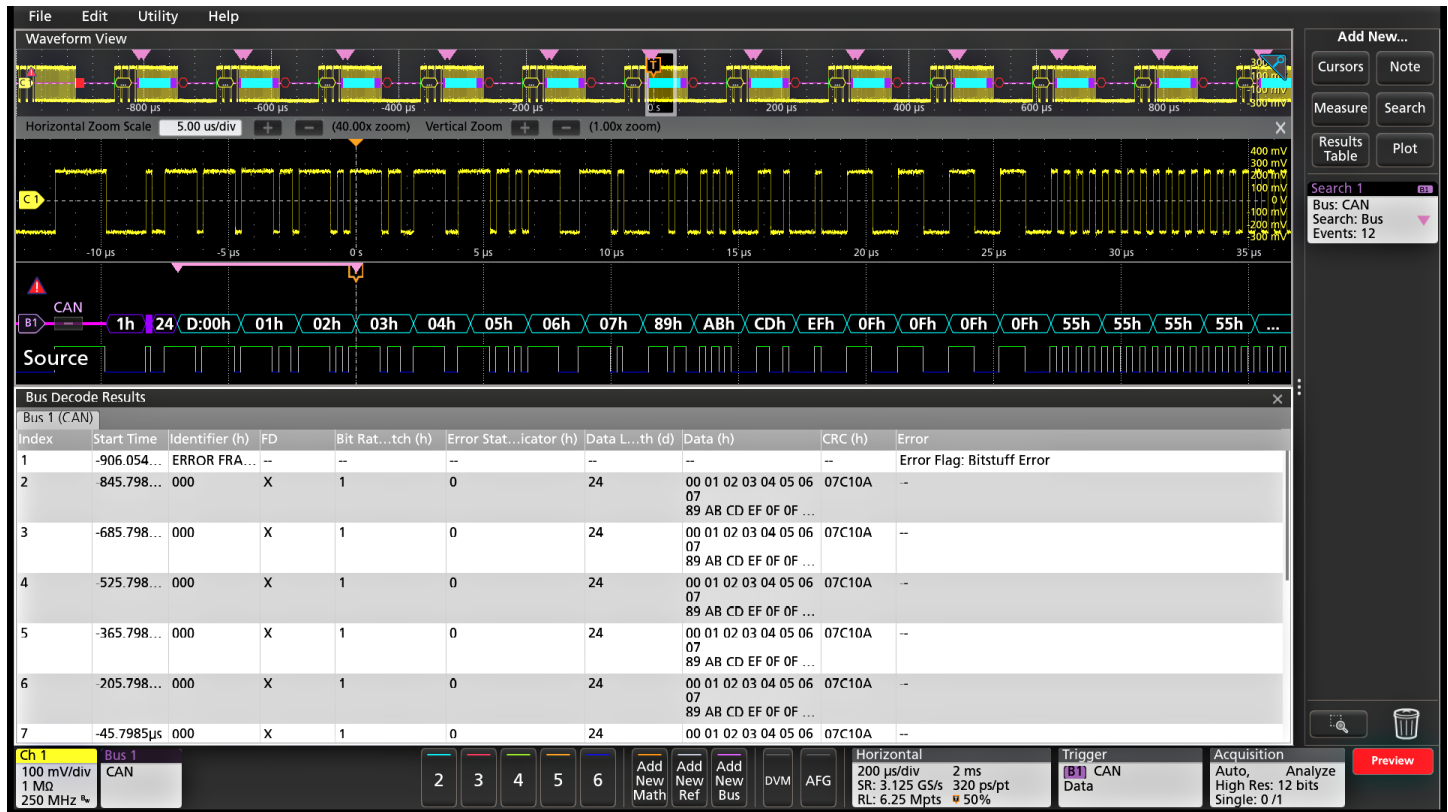 File Edit Utility Help
Waveform View
Add New...
Cursors Note
Measure Search
Results Table Plot
Search 1 B1
Bus: CAN
Search: Bus
Events: 12
-800 µs -600 µs -400 µs -200 µs 0 s 200 µs 400 µs 600 µs 800 µs
Horizontal Zoom Scale 5.00 us/div + - (40.00x zoom) Vertical Zoom + - (1.00x zoom) X
400 mV
300 mV
200 mV
100 mV
0 V
-100 mV
-200 mV
-300 mV
C 1
-10 µs -5 µs 0 s 5 µs 10 µs 15 µs 20 µs 25 µs 30 µs 35 µs
CAN
B1 1h 24 D:00h 01h 02h 03h 04h 05h 06h 07h 89h ABh CDh EFh 0Fh 0Fh 0Fh 0Fh 55h 55h 55h 55h ...
Source
Bus Decode Results
Bus 1 (CAN)
Index Start Time Identifier (h) FD Bit Rat...tch (h) Error Stat...icator (h) Data L...th (d) Data (h) CRC (h) Error
1 -906.054... ERROR FRA... -- -- -- -- -- -- Error Flag: Bitstuff Error
2 -845.798... 000 X 1 0 24 00 01 02 03 04 05 06 07C10A --
07
89 AB CD EF 0F 0F ...
3 -685.798... 000 X 1 0 24 00 01 02 03 04 05 06 07C10A --
07
89 AB CD EF 0F 0F ...
4 -525.798... 000 X 1 0 24 00 01 02 03 04 05 06 07C10A --
07
89 AB CD EF 0F 0F ...
5 -365.798... 000 X 1 0 24 00 01 02 03 04 05 06 07C10A --
07
89 AB CD EF 0F 0F ...
6 -205.798... 000 X 1 0 24 00 01 02 03 04 05 06 07C10A --
07
89 AB CD EF 0F 0F ...
7 -45.7985µs 000 X 1 0 24 00 01 02 03 04 05 06 07C10A --
Ch 1
100 mV/div
1 MΩ
250 MHz Bw
Bus 1
CAN
2 3 4 5 6
Add New Math
Add New Ref
Add New Bus
DVM AFG
Horizontal
200 µs/div 2 ms
SR: 3.125 GS/s 320 ps/pt
RL: 6.25 Mpts 50%
Trigger
B1 CAN
Data
Acquisition
Auto, Analyze
High Res: 12 bits
Single: 0/1
Preview